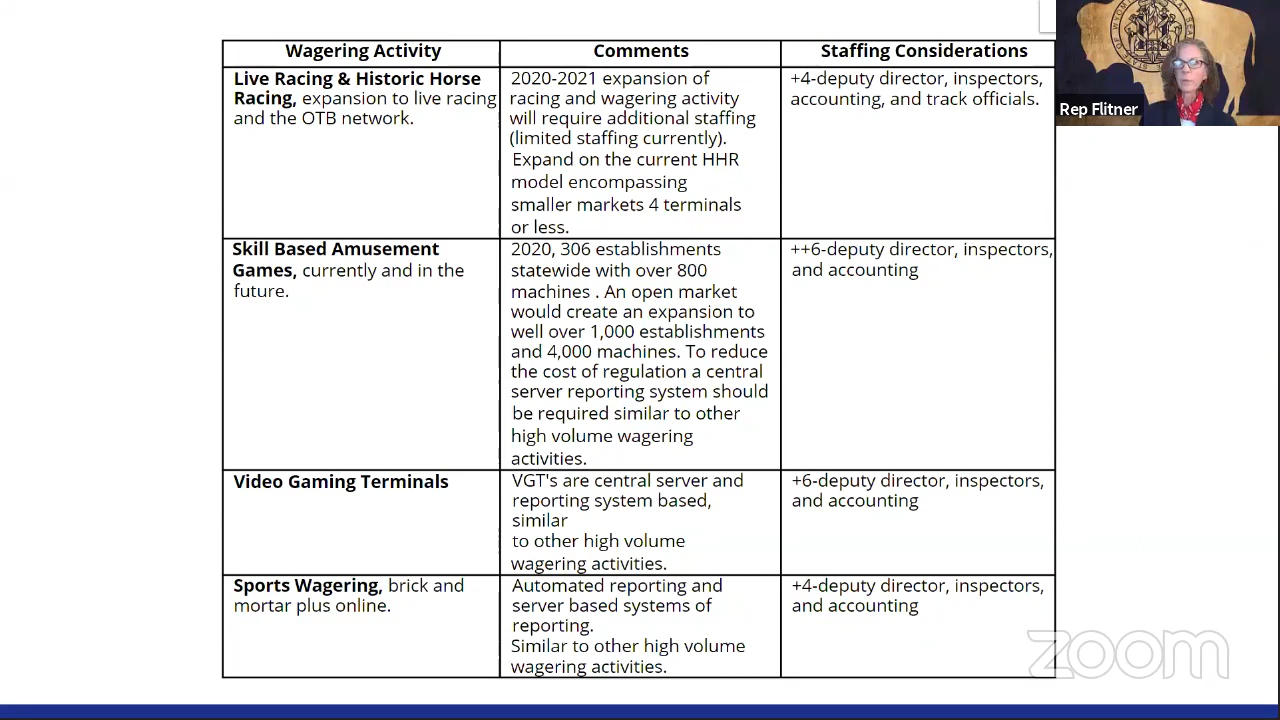 Wagering Activity
Comments
Staffing Considerations
Live Racing & Historic Horse
Racing, expansion to live racing
and the OTB network.
2020-2021 expansion of
racing and wagering activity
will require additional staffing
(limited staffing currently).
Expand on the current HHR
model encompassing
smaller markets 4 terminals
or less.
+4-deputy director, inspectors,
accounting, and track officials.
Skill Based Amusement
Games, currently and in the
future.
2020, 306 establishments
statewide with over 800
machines . An open market
would create an expansion to
well over 1,000 establishments
and 4,000 machines. To reduce
the cost of regulation a central
server reporting system should
be required similar to other
high volume wagering
activities.
++6-deputy director, inspectors,
and accounting
Video Gaming Terminals
VGT's are central server and
reporting system based,
similar
to other high volume
wagering activities.
+6-deputy director, inspectors,
and accounting
Sports Wagering, brick and
mortar plus online.
Automated reporting and
server based systems of
reporting.
Similar to other high volume
wagering activities.
+4-deputy director, inspectors,
and accounting
Rep Flitner
zoom